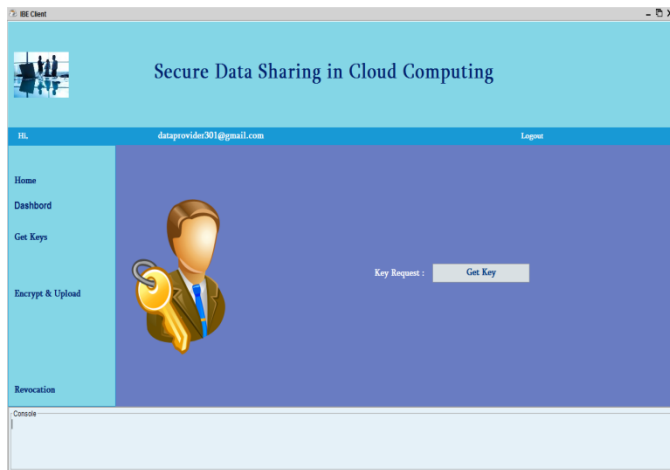 IBE Client
Secure Data Sharing in Cloud Computing
Hi, dataprovider301@gmail.com Logout
Home
Dashbord
Get Keys
Key Request : Get Key
Encrypt & Upload
Revocation
Console